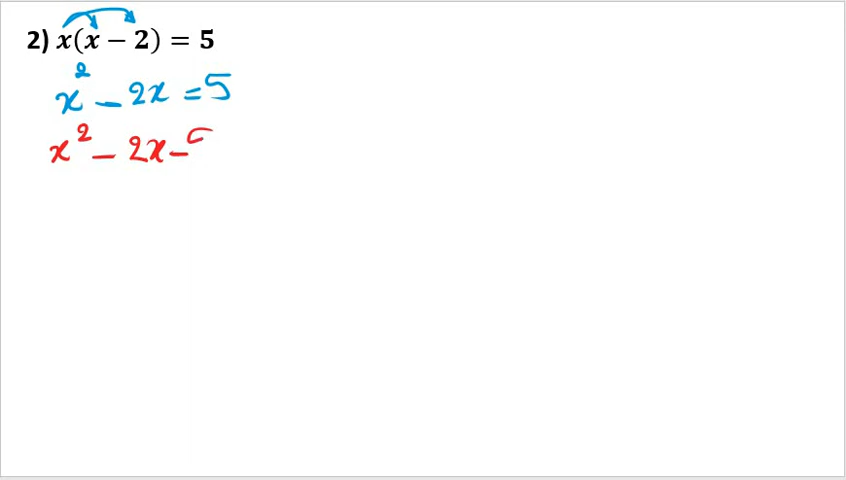 2) x(x − 2) = 5
x² − 2x = 5
x² − 2x −